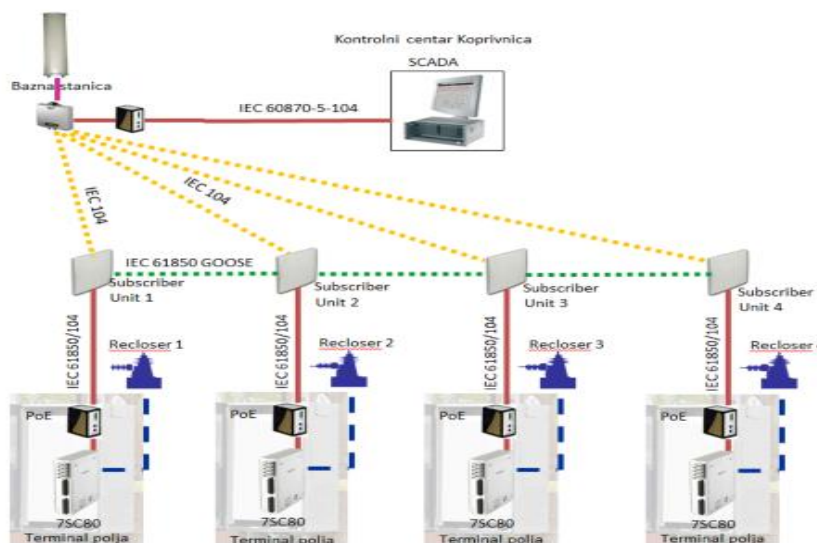 Kontrolni centar Koprivnica
SCADA
Bazna stanica
IEC 60870-5-104
IEC 104
IEC 104
IEC 61850 GOOSE
Subscriber
Unit 1
Subscriber
Unit 2
Subscriber
Unit 3
Subscriber
Unit 4
IEC 61850/104
Recloser 1
IEC 61850/104
Recloser 2
IEC 61850/104
Recloser 3
IEC 61850/104
Recloser
PoE
PoE
PoE
PoE
7SC80
Terminal polja
7SC80
Terminal polja
7SC80
Terminal polja
7SC80
Terminal polja